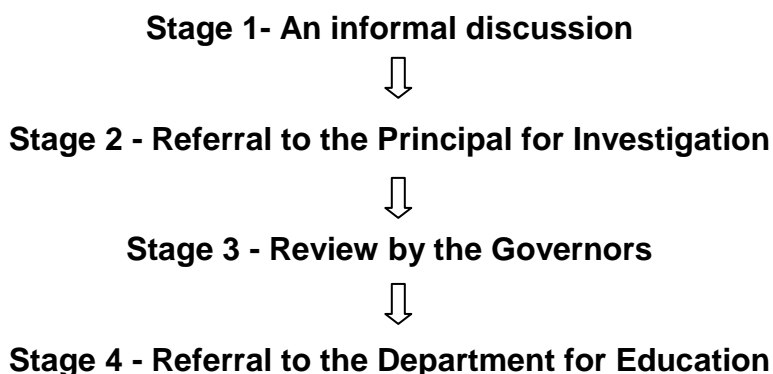 Stage 1- An informal discussion
Stage 2 - Referral to the Principal for Investigation
Stage 3 - Review by the Governors
Stage 4 - Referral to the Department for Education